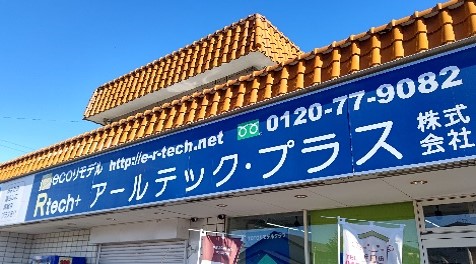 ecoリモデル http://e-r-tech.net 0120-77-9082
Rtech+ アールテック・プラス 株式会社